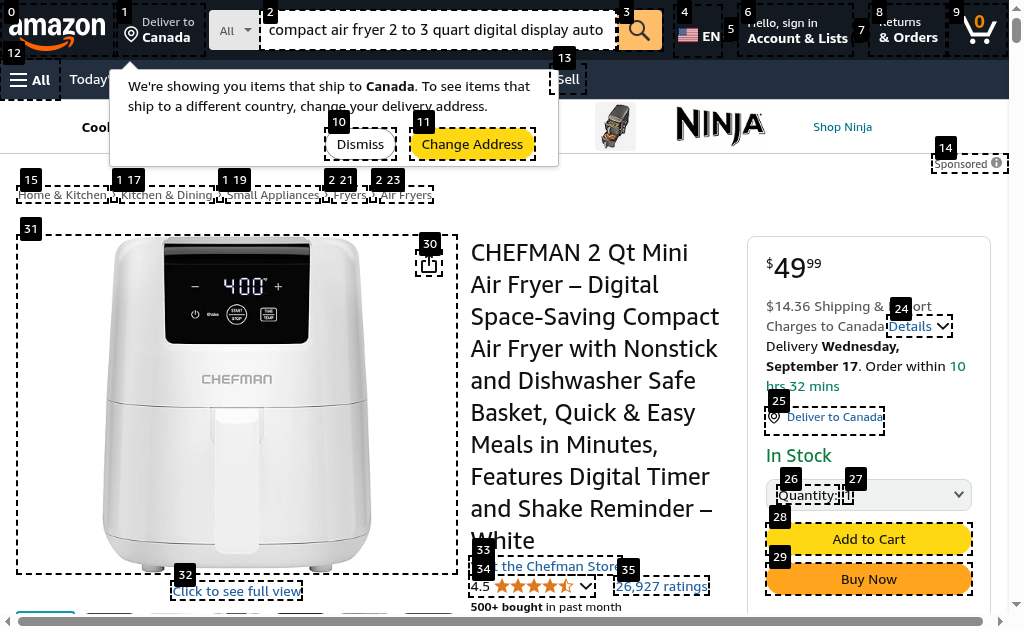 0
1
2
3
4
5
6
7
8
9
amazon
Deliver to
Canada
All
compact air fryer 2 to 3 quart digital display auto
EN
Hello, sign in
Account & Lists
Returns
& Orders
0
12
13
All
Today'
Sell
We're showing you items that ship to Canada. To see items that
ship to a different country, change your delivery address.
10
11
Dismiss
Change Address
Cool
NINJA
Shop Ninja
14
Sponsored
15
1 17
1 19
2 21
2 23
Home & Kitchen › Kitchen & Dining › Small Appliances › Fryers › Air Fryers
31
30
400°F
Shake
START
STOP
TIME
TEMP
CHEFMAN
32
Click to see full view
CHEFMAN 2 Qt Mini
Air Fryer – Digital
Space-Saving Compact
Air Fryer with Nonstick
and Dishwasher Safe
Basket, Quick & Easy
Meals in Minutes,
Features Digital Timer
and Shake Reminder –
White
33
the Chefman Store
34
35
4.5
26,927 ratings
500+ bought in past month
$49.99
24
$14.36 Shipping &
Charges to Canada Details
Delivery Wednesday,
September 17. Order within 10
hrs 32 mins
25
Deliver to Canada
In Stock
26
27
Quantity: 1
28
Add to Cart
29
Buy Now